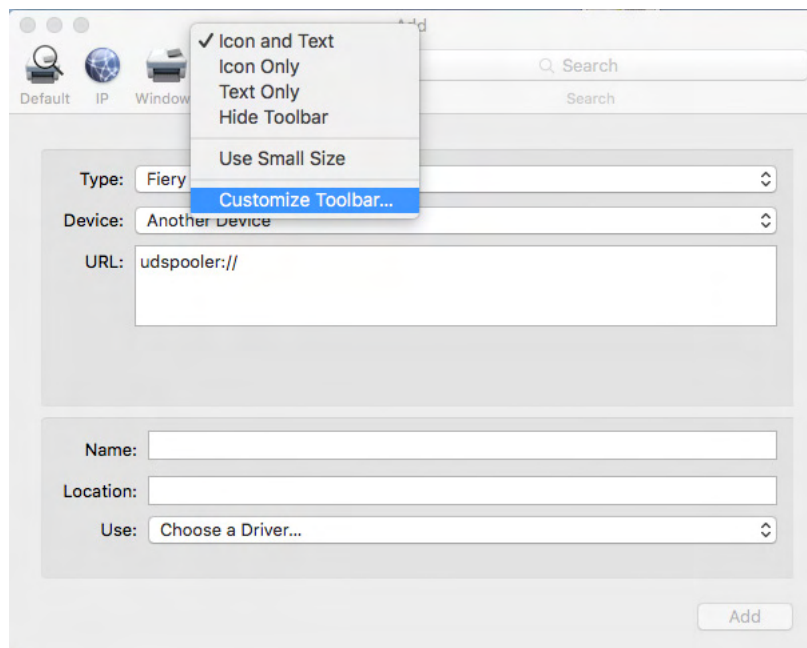 Add
✓ Icon and Text
Icon Only
Text Only
Hide Toolbar
Use Small Size
Customize Toolbar...
Default
IP
Window
Search
Search
Type: Fiery
Device: Another Device
URL: udspooler://
Name:
Location:
Use: Choose a Driver...
Add